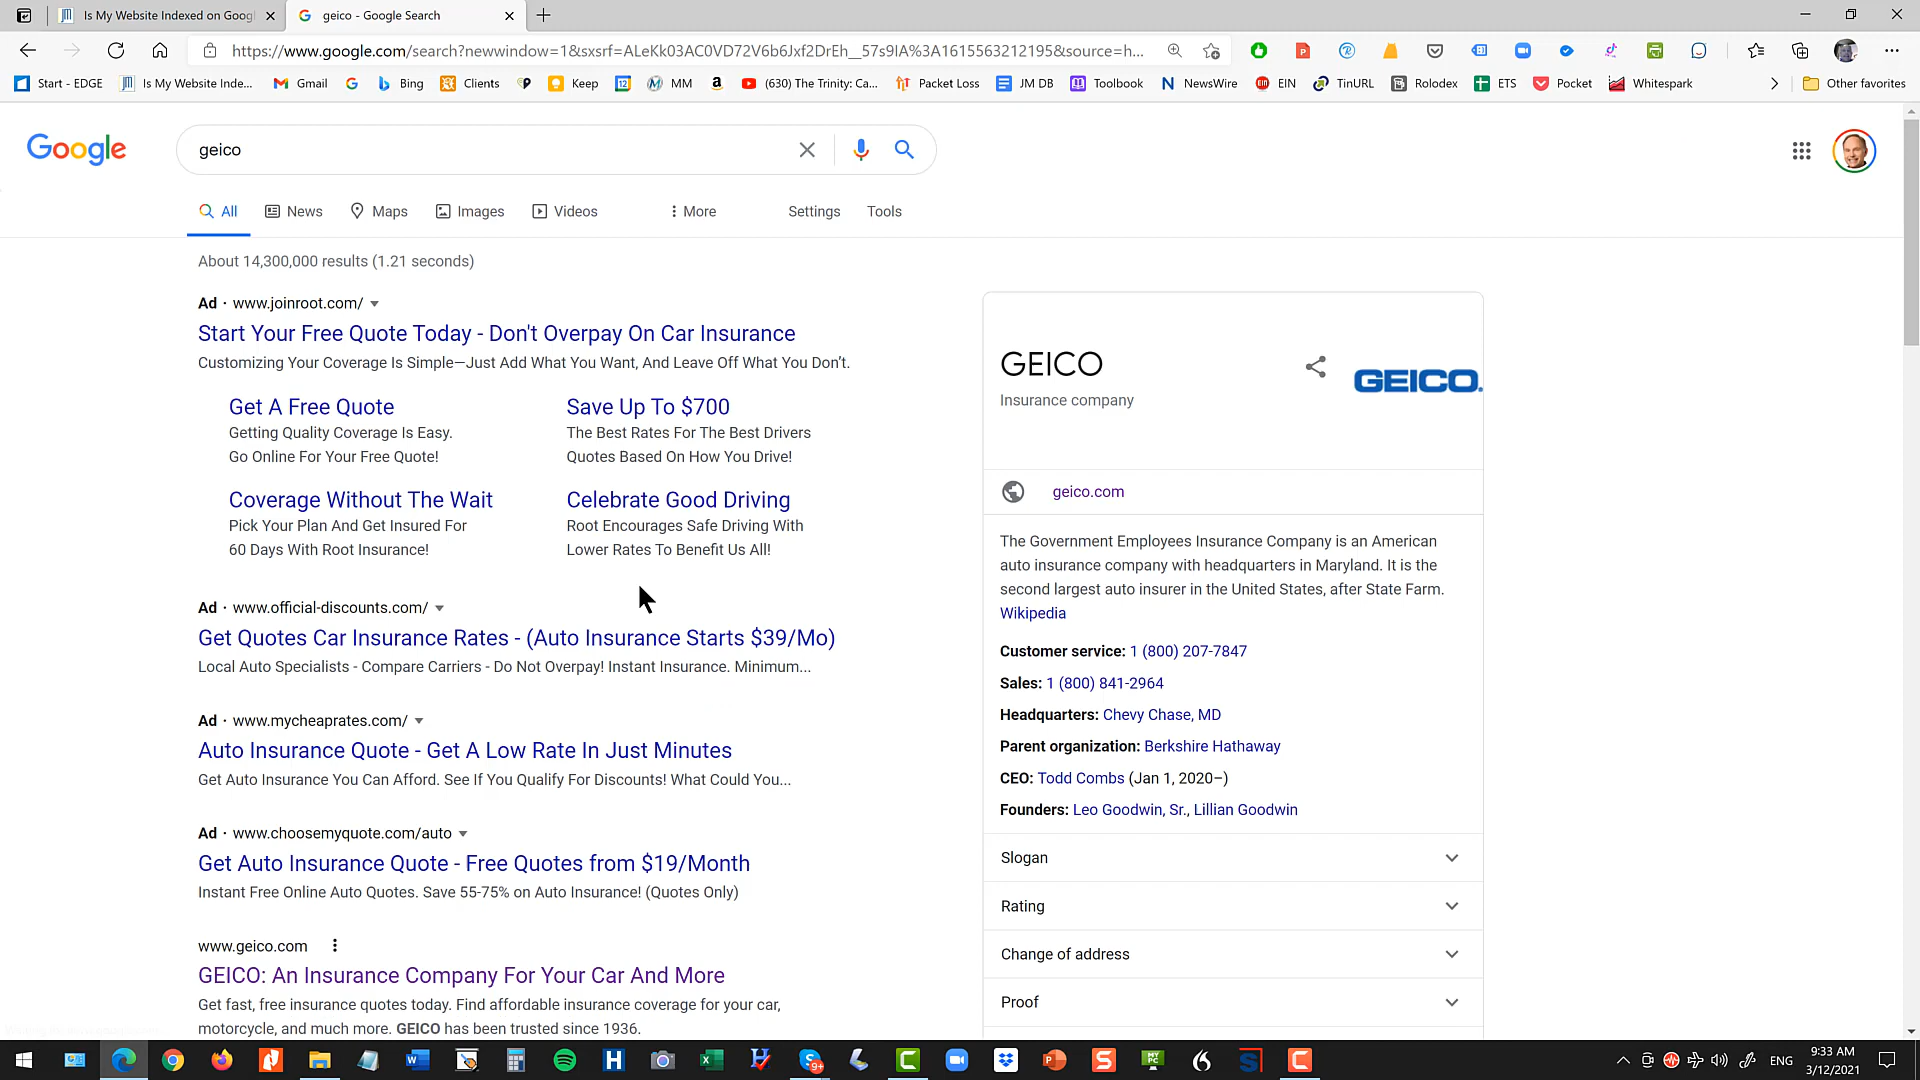 Is My Website Indexed on Goog
geico - Google Search
https://www.google.com/search?newwindow=1&sxsrf=ALeKk03AC0VD72V6b6Jxf2DrEh__57s9IA%3A1615563212195&source=h...
Start - EDGE
Is My Website Inde...
Gmail
Bing
Clients
Keep
MM
(630) The Trinity: Ca...
Packet Loss
JM DB
Toolbook
NewsWire
EIN
TinURL
Rolodex
ETS
Pocket
Whitespark
Other favorites
Google
geico
All
News
Maps
Images
Videos
More
Settings
Tools
About 14,300,000 results (1.21 seconds)
Ad · www.joinroot.com/
Start Your Free Quote Today - Don't Overpay On Car Insurance
Customizing Your Coverage Is Simple—Just Add What You Want, And Leave Off What You Don't.
Get A Free Quote
Getting Quality Coverage Is Easy.
Go Online For Your Free Quote!
Save Up To $700
The Best Rates For The Best Drivers
Quotes Based On How You Drive!
Coverage Without The Wait
Pick Your Plan And Get Insured For
60 Days With Root Insurance!
Celebrate Good Driving
Root Encourages Safe Driving With
Lower Rates To Benefit Us All!
Ad · www.official-discounts.com/
Get Quotes Car Insurance Rates - (Auto Insurance Starts $39/Mo)
Local Auto Specialists - Compare Carriers - Do Not Overpay! Instant Insurance. Minimum...
Ad · www.mycheaprates.com/
Auto Insurance Quote - Get A Low Rate In Just Minutes
Get Auto Insurance You Can Afford. See If You Qualify For Discounts! What Could You...
Ad · www.choosemyquote.com/auto
Get Auto Insurance Quote - Free Quotes from $19/Month
Instant Free Online Auto Quotes. Save 55-75% on Auto Insurance! (Quotes Only)
www.geico.com
GEICO: An Insurance Company For Your Car And More
Get fast, free insurance quotes today. Find affordable insurance coverage for your car,
motorcycle, and much more. GEICO has been trusted since 1936.
GEICO
Insurance company
GEICO.
geico.com
The Government Employees Insurance Company is an American
auto insurance company with headquarters in Maryland. It is the
second largest auto insurer in the United States, after State Farm.
Wikipedia
Customer service: 1 (800) 207-7847
Sales: 1 (800) 841-2964
Headquarters: Chevy Chase, MD
Parent organization: Berkshire Hathaway
CEO: Todd Combs (Jan 1, 2020–)
Founders: Leo Goodwin, Sr., Lillian Goodwin
Slogan
Rating
Change of address
Proof
ENG
9:33 AM
3/12/2021